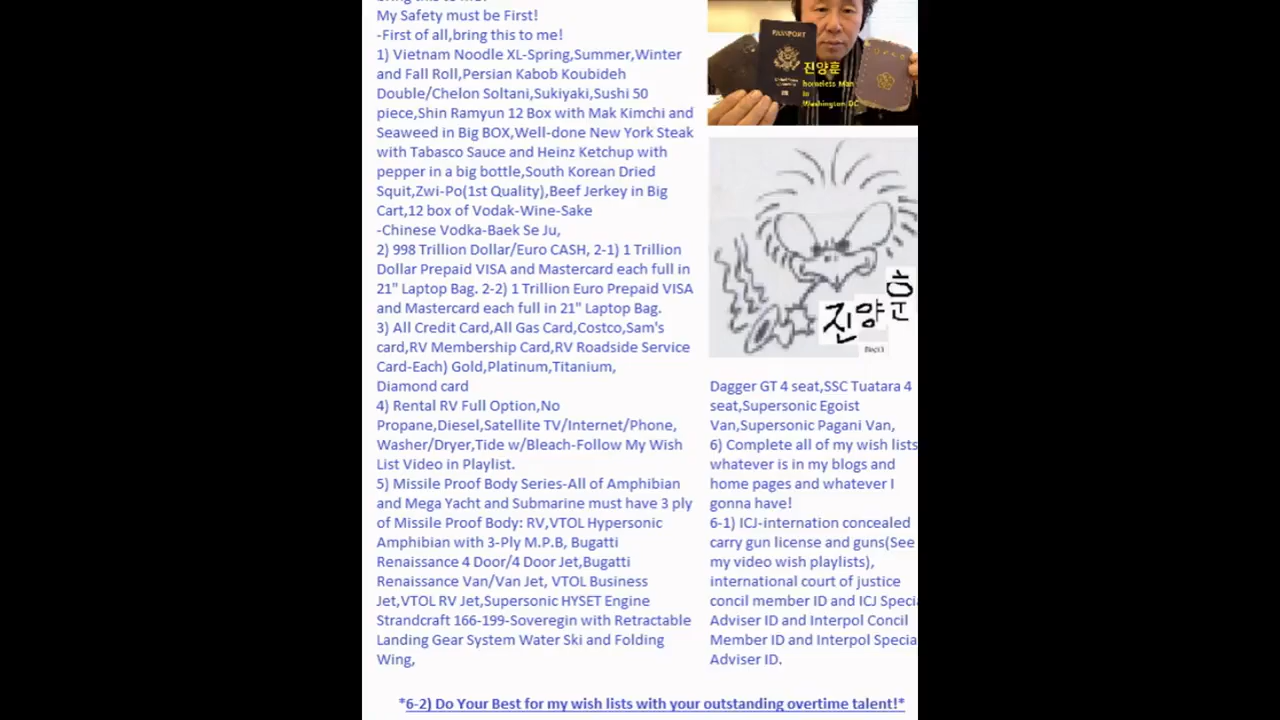 My Safety must be First!
-First of all,bring this to me!
1) Vietnam Noodle XL-Spring,Summer,Winter
and Fall Roll,Persian Kabob Koubideh
Double/Chelon Soltani,Sukiyaki,Sushi 50
piece,Shin Ramyun 12 Box with Mak Kimchi and
Seaweed in Big BOX,Well-done New York Steak
with Tabasco Sauce and Heinz Ketchup with
pepper in a big bottle,South Korean Dried
Squit,Zwi-Po(1st Quality),Beef Jerkey in Big
Cart,12 box of Vodak-Wine-Sake
-Chinese Vodka-Baek Se Ju,
2) 998 Trillion Dollar/Euro CASH, 2-1) 1 Trillion
Dollar Prepaid VISA and Mastercard each full in
21" Laptop Bag. 2-2) 1 Trillion Euro Prepaid VISA
and Mastercard each full in 21" Laptop Bag.
3) All Credit Card,All Gas Card,Costco,Sam's
card,RV Membership Card,RV Roadside Service
Card-Each) Gold,Platinum,Titanium,
Diamond card
4) Rental RV Full Option,No
Propane,Diesel,Satellite TV/Internet/Phone,
Washer/Dryer,Tide w/Bleach-Follow My Wish
List Video in Playlist.
5) Missile Proof Body Series-All of Amphibian
and Mega Yacht and Submarine must have 3 ply
of Missile Proof Body: RV,VTOL Hypersonic
Amphibian with 3-Ply M.P.B, Bugatti
Renaissance 4 Door/4 Door Jet,Bugatti
Renaissance Van/Van Jet, VTOL Business
Jet,VTOL RV Jet,Supersonic HYSET Engine
Strandcraft 166-199-Soveregin with Retractable
Landing Gear System Water Ski and Folding
Wing,
PASSPORT
진양훈
homeless Man
in
Washington DC
진양훈
Dagger GT 4 seat,SSC Tuatara 4
seat,Supersonic Egoist
Van,Supersonic Pagani Van,
6) Complete all of my wish lists
whatever is in my blogs and
home pages and whatever I
gonna have!
6-1) ICJ-internation concealed
carry gun license and guns(See
my video wish playlists),
international court of justice
concil member ID and ICJ Specia
Adviser ID and Interpol Concil
Member ID and Interpol Specia
Adviser ID.
*6-2) Do Your Best for my wish lists with your outstanding overtime talent!*